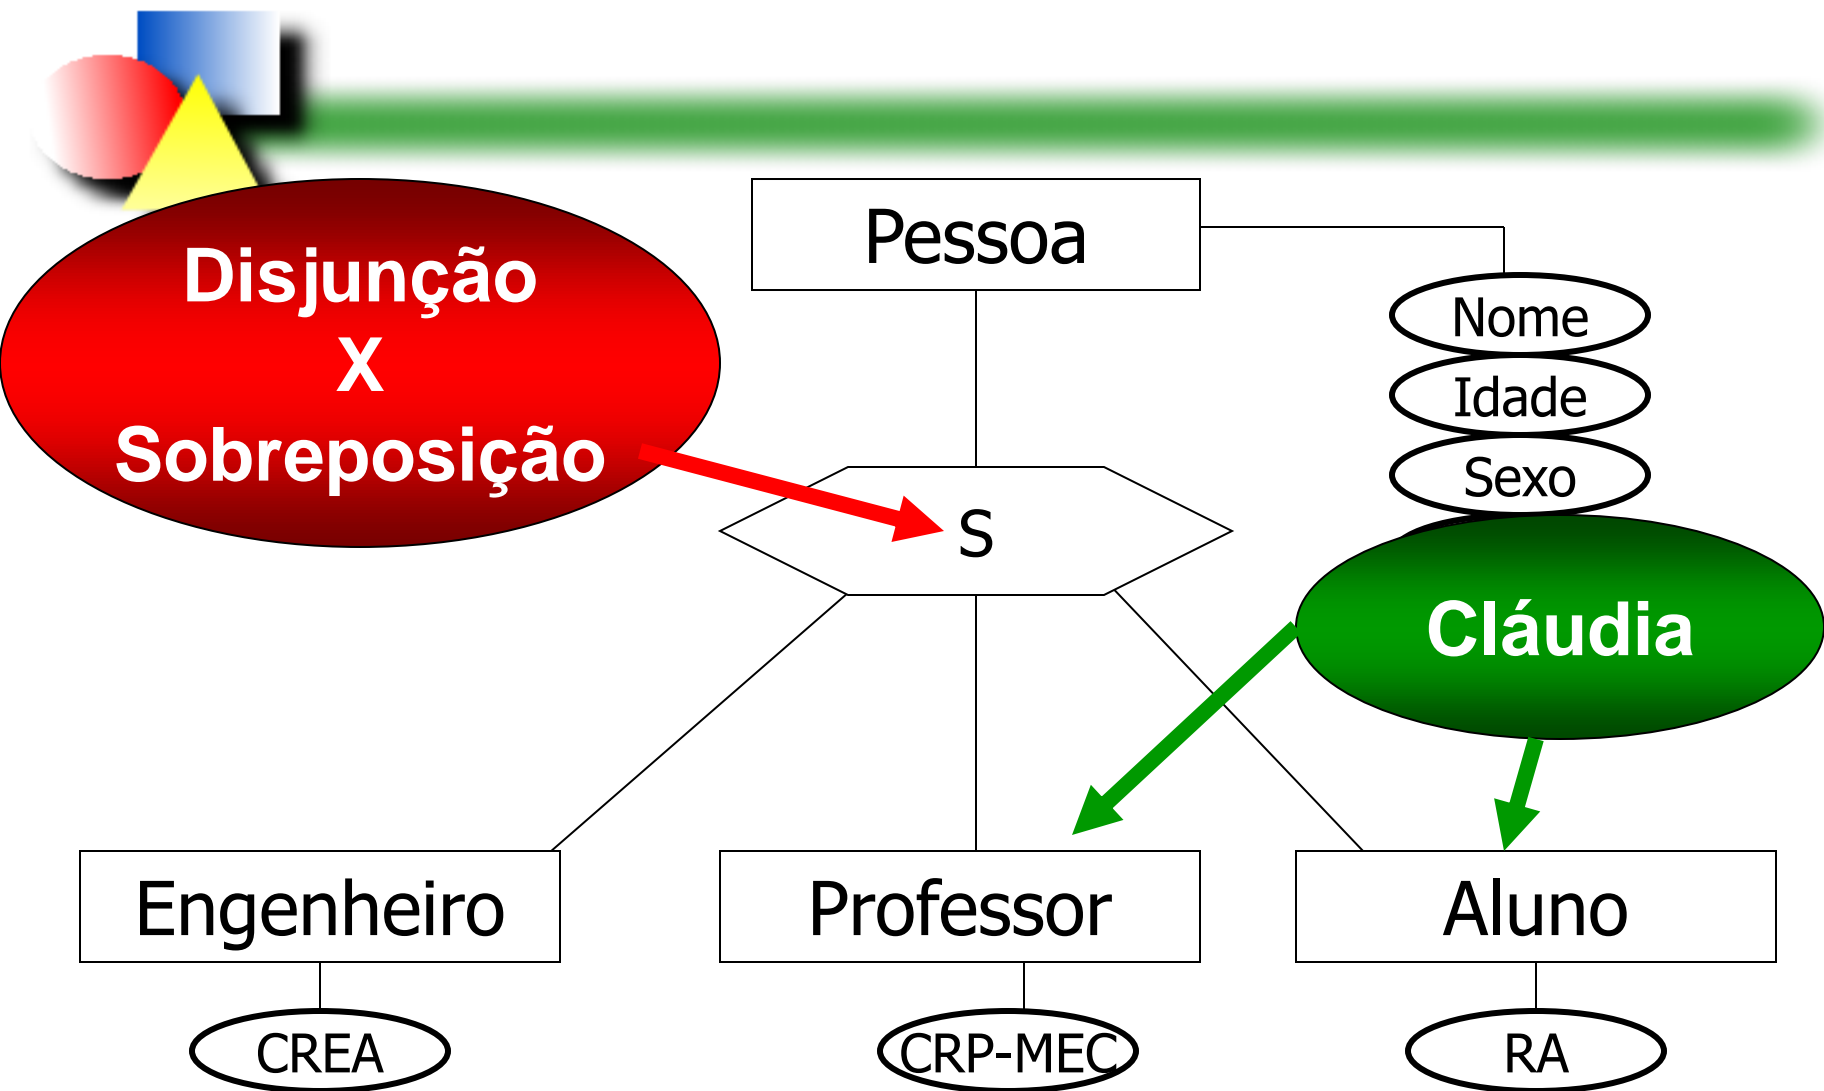 Disjunção
X
Sobreposição
Pessoa
Nome
Idade
Sexo
S
Cláudia
Engenheiro
Professor
Aluno
CREA
CRP-MEC
RA